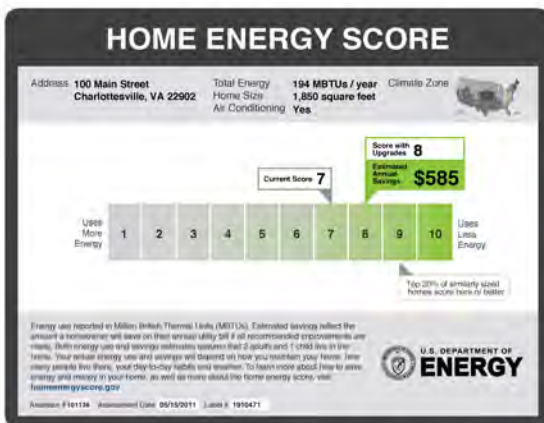 HOME ENERGY SCORE
Address 100 Main Street
Charlottesville, VA 22902
Total Energy 194 MBTUs / year
Home Size 1,850 square feet
Air Conditioning Yes
Climate Zone
Score with
Upgrades 8
Estimated
Annual
Savings $585
Current Score 7
Uses
More
Energy
1 2 3 4 5 6 7 8 9 10
Uses
Less
Energy
Top 20% of similarly sized
homes score here or better
Energy use reported in Million British Thermal Units (MBTUs). Estimated savings reflect the
amount a homeowner will save on their annual utility bill if all recommended improvements are
made. Both energy use and savings estimates assume that 2 adults and 1 child live in the
home. Your actual energy use and savings will depend on how you maintain your home, how
many people live there, your day-to-day habits and weather. To learn more about how to save
energy and money in your home, as well as more about the home energy score, visit
homeenergyscore.gov
U.S. DEPARTMENT OF
ENERGY
Assessor # 101134 Assessment Date 05/15/2011 Label # 1910471